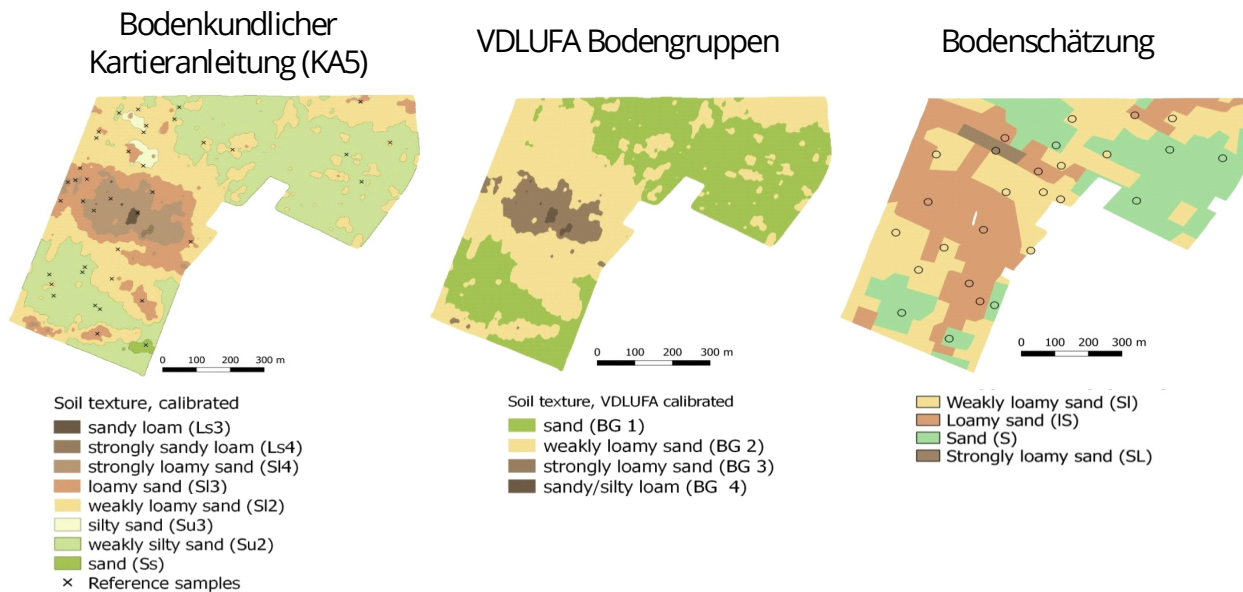 Bodenkundlicher
Kartieranleitung (KA5)
VDLUFA Bodengruppen
Bodenschätzung
0 100 200 300 m
0 100 200 300 m
0 100 200 300 m
Soil texture, calibrated
sandy loam (Ls3)
strongly sandy loam (Ls4)
strongly loamy sand (Sl4)
loamy sand (Sl3)
weakly loamy sand (Sl2)
silty sand (Su3)
weakly silty sand (Su2)
sand (Ss)
× Reference samples
Soil texture, VDLUFA calibrated
sand (BG 1)
weakly loamy sand (BG 2)
strongly loamy sand (BG 3)
sandy/silty loam (BG 4)
Weakly loamy sand (Sl)
Loamy sand (lS)
Sand (S)
Strongly loamy sand (SL)